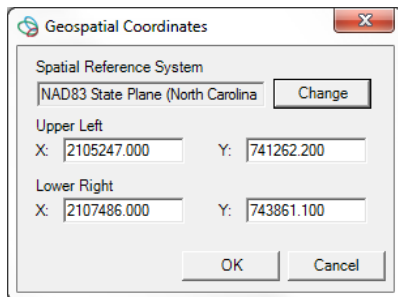 Geospatial Coordinates
Spatial Reference System
NAD83 State Plane (North Carolina Change
Upper Left
X: 2105247.000 Y: 741262.200
Lower Right
X: 2107486.000 Y: 743861.100
OK Cancel